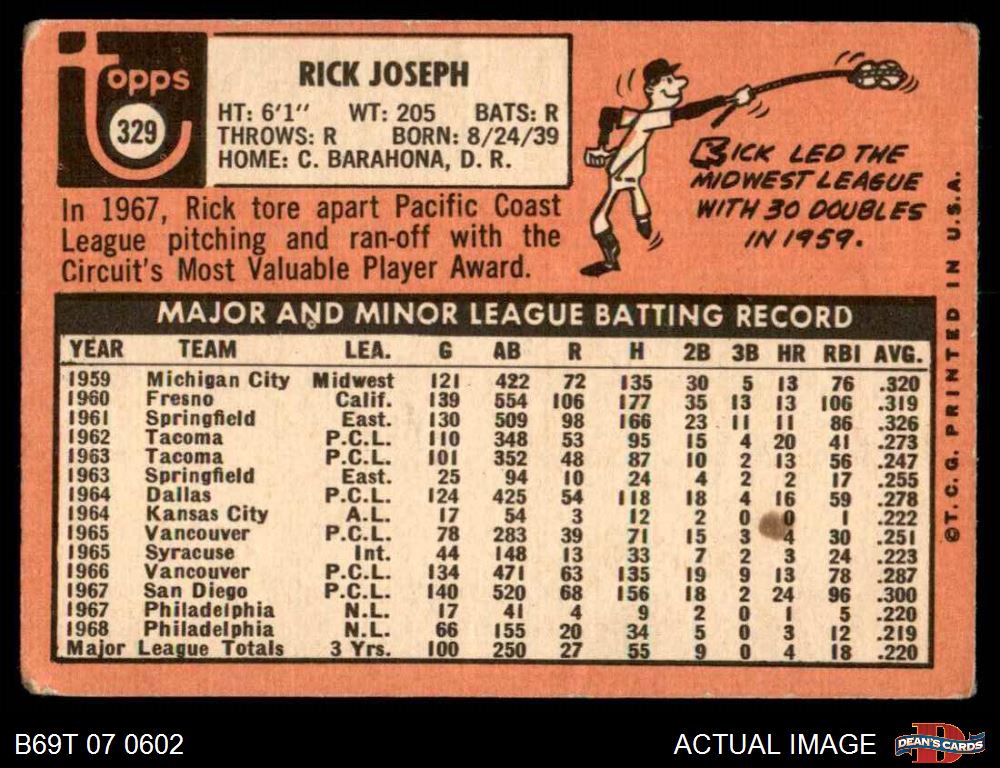 Topps
329
RICK JOSEPH
HT: 6'1" WT: 205 BATS: R
THROWS: R BORN: 8/24/39
HOME: C. BARAHONA, D. R.
In 1967, Rick tore apart Pacific Coast
League pitching and ran-off with the
Circuit's Most Valuable Player Award.
RICK LED THE
MIDWEST LEAGUE
WITH 30 DOUBLES
IN 1959.
MAJOR AND MINOR LEAGUE BATTING RECORD
YEAR TEAM LEA. G AB R H 2B 3B HR RBI AVG.
1959 Michigan City Midwest 121 422 72 135 30 5 13 76 .320
1960 Fresno Calif. 139 554 106 177 35 13 13 106 .319
1961 Springfield East. 130 509 98 166 23 11 11 86 .326
1962 Tacoma P.C.L. 110 348 53 95 15 4 20 41 .273
1963 Tacoma P.C.L. 101 352 48 87 10 2 13 56 .247
1963 Springfield East. 25 94 10 24 4 2 2 17 .255
1964 Dallas P.C.L. 124 425 54 118 18 4 16 59 .278
1964 Kansas City A.L. 17 54 3 12 2 0 0 1 .222
1965 Vancouver P.C.L. 78 283 39 71 15 3 4 30 .251
1965 Syracuse Int. 44 148 13 33 7 2 3 24 .223
1966 Vancouver P.C.L. 134 471 63 135 19 9 13 78 .287
1967 San Diego P.C.L. 140 520 68 156 18 2 24 96 .300
1967 Philadelphia N.L. 17 41 4 9 2 0 1 5 .220
1968 Philadelphia N.L. 66 155 20 34 5 0 3 12 .219
Major League Totals 3 Yrs. 100 250 27 55 9 0 4 18 .220
©T.C.G. PRINTED IN U.S.A.
B69T 07 0602
ACTUAL IMAGE
D
DEAN'S CARDS